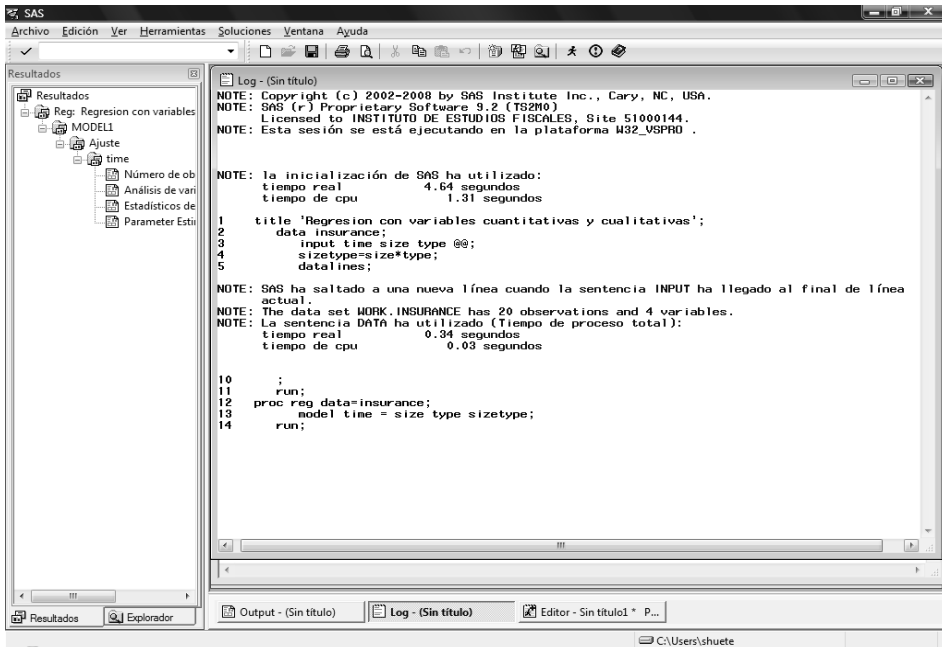 SAS
Archivo Edición Ver Herramientas Soluciones Ventana Ayuda
Resultados
Resultados
Reg: Regresion con variables
MODEL1
Ajuste
time
Número de ob
Análisis de vari
Estadísticos de
Parameter Estii
Log - (Sin título)
NOTE: Copyright (c) 2002-2008 by SAS Institute Inc., Cary, NC, USA.
NOTE: SAS (r) Proprietary Software 9.2 (TS2M0)
Licensed to INSTITUTO DE ESTUDIOS FISCALES, Site 51000144.
NOTE: Esta sesión se está ejecutando en la plataforma W32_VSPRO .
NOTE: la inicialización de SAS ha utilizado:
tiempo real 4.64 segundos
tiempo de cpu 1.31 segundos
1 title 'Regresion con variables cuantitativas y cualitativas';
2 data insurance;
3 input time size type @@;
4 sizetype=size*type;
5 datalines;
NOTE: SAS ha saltado a una nueva línea cuando la sentencia INPUT ha llegado al final de línea
actual.
NOTE: The data set WORK.INSURANCE has 20 observations and 4 variables.
NOTE: La sentencia DATA ha utilizado (Tiempo de proceso total):
tiempo real 0.34 segundos
tiempo de cpu 0.03 segundos
10 ;
11 run;
12 proc reg data=insurance;
13 model time = size type sizetype;
14 run;
Resultados Explorador
Output - (Sin título) Log - (Sin título) Editor - Sin título1 * P...
C:\Users\shuete